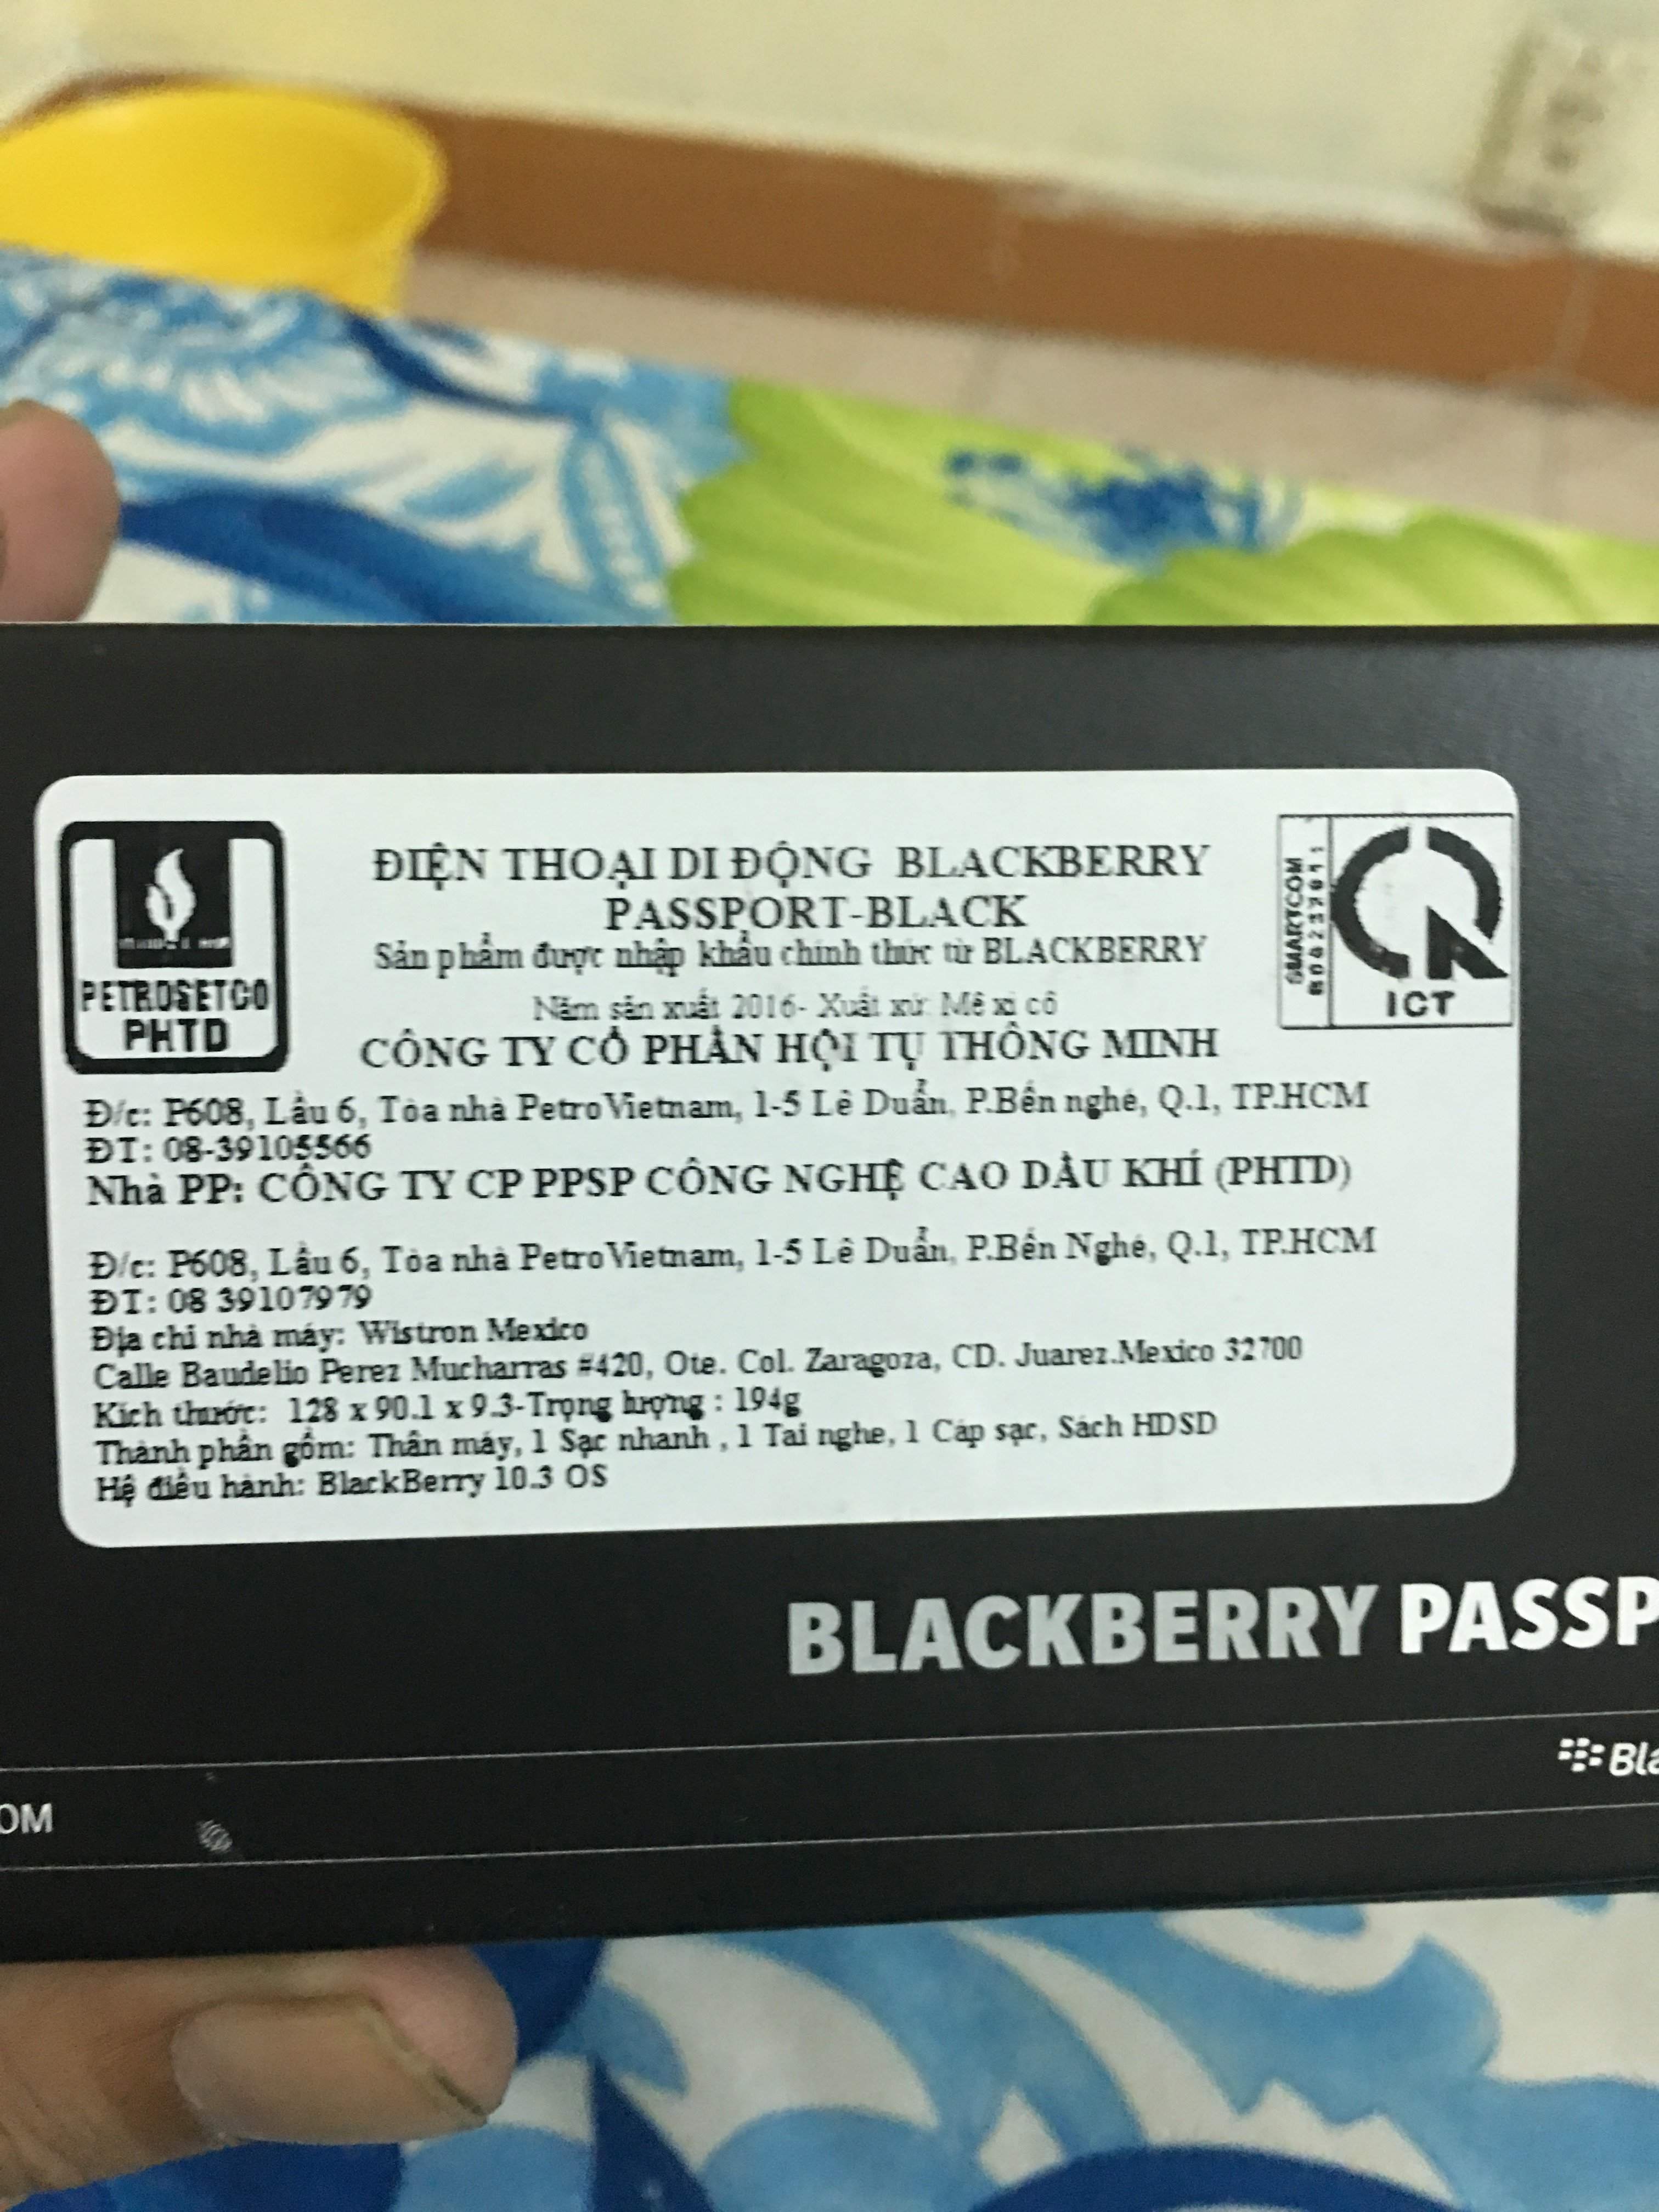 PETROSETCO
PHTD
ĐIỆN THOẠI DI ĐỘNG BLACKBERRY
PASSPORT-BLACK
Sản phẩm được nhập khẩu chính thức từ BLACKBERRY
Năm sản xuất 2016- Xuất xứ: Mê xi cô
CÔNG TY CỔ PHẦN HỘI TỤ THÔNG MINH
SMARTCOM
ICT
Đ/c: P608, Lầu 6, Tòa nhà PetroVietnam, 1-5 Lê Duẩn, P.Bến nghé, Q.1, TP.HCM
ĐT: 08-39105566
Nhà PP: CÔNG TY CP PPSP CÔNG NGHỆ CAO DẦU KHÍ (PHTD)
Đ/c: P608, Lầu 6, Tòa nhà PetroVietnam, 1-5 Lê Duẩn, P.Bến Nghé, Q.1, TP.HCM
ĐT: 08 39107979
Địa chỉ nhà máy: Wistron Mexico
Calle Baudelio Perez Mucharras #420, Ote. Col. Zaragoza, CD. Juarez.Mexico 32700
Kích thước: 128 x 90.1 x 9.3-Trọng lượng : 194g
Thành phần gồm: Thân máy, 1 Sạc nhanh , 1 Tai nghe, 1 Cáp sạc, Sách HDSD
Hệ điều hành: BlackBerry 10.3 OS
BLACKBERRY PASSP
Bla
OM